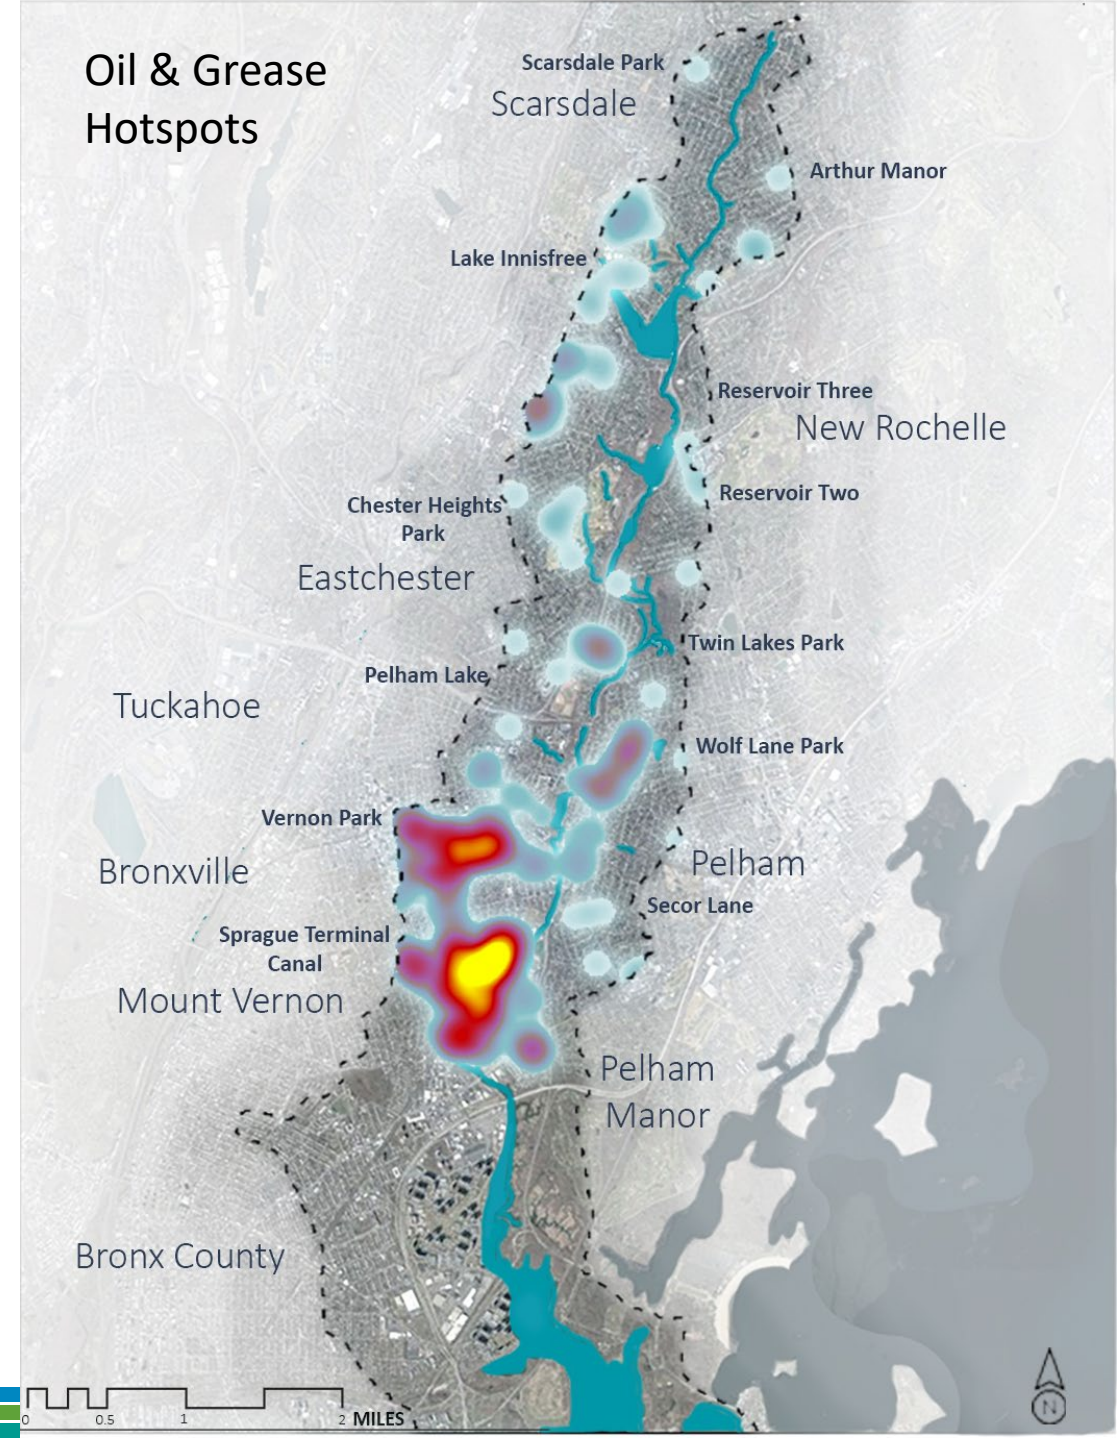 Oil & Grease
Hotspots
Scarsdale Park
Scarsdale
Arthur Manor
Lake Innisfree
Reservoir Three
New Rochelle
Reservoir Two
Chester Heights
Park
Eastchester
Twin Lakes Park
Pelham Lake
Tuckahoe
Wolf Lane Park
Vernon Park
Bronxville
Pelham
Secor Lane
Sprague Terminal
Canal
Mount Vernon
Pelham
Manor
Bronx County
0 0.5 1 2 MILES
N